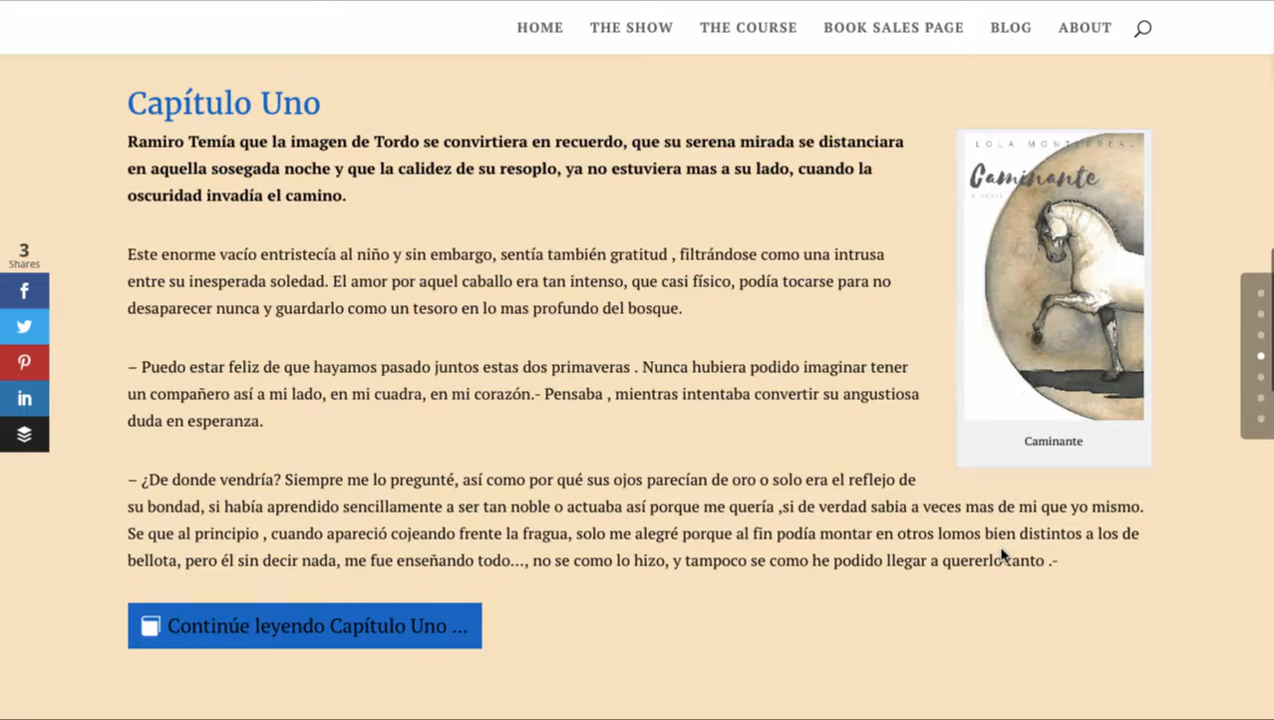 HOME THE SHOW THE COURSE BOOK SALES PAGE BLOG ABOUT
Capítulo Uno
Ramiro Temía que la imagen de Tordo se convirtiera en recuerdo, que su serena mirada se distanciara
en aquella sosegada noche y que la calidez de su resoplo, ya no estuviera mas a su lado, cuando la
oscuridad invadía el camino.
Este enorme vacío entristecía al niño y sin embargo, sentía también gratitud , filtrándose como una intrusa
entre su inesperada soledad. El amor por aquel caballo era tan intenso, que casi físico, podía tocarse para no
desaparecer nunca y guardarlo como un tesoro en lo mas profundo del bosque.
– Puedo estar feliz de que hayamos pasado juntos estas dos primaveras . Nunca hubiera podido imaginar tener
un compañero así a mi lado, en mi cuadra, en mi corazón.- Pensaba , mientras intentaba convertir su angustiosa
duda en esperanza.
– ¿De donde vendría? Siempre me lo pregunté, así como por qué sus ojos parecían de oro o solo era el reflejo de
su bondad, si había aprendido sencillamente a ser tan noble o actuaba así porque me quería ,si de verdad sabia a veces mas de mi que yo mismo.
Se que al principio , cuando apareció cojeando frente la fragua, solo me alegré porque al fin podía montar en otros lomos bien distintos a los de
bellota, pero él sin decir nada, me fue enseñando todo..., no se como lo hizo, y tampoco se como he podido llegar a quererlo tanto .-
Continúe leyendo Capítulo Uno ...
LOLA MONTERREAL
Caminante
Caminante
3
Shares